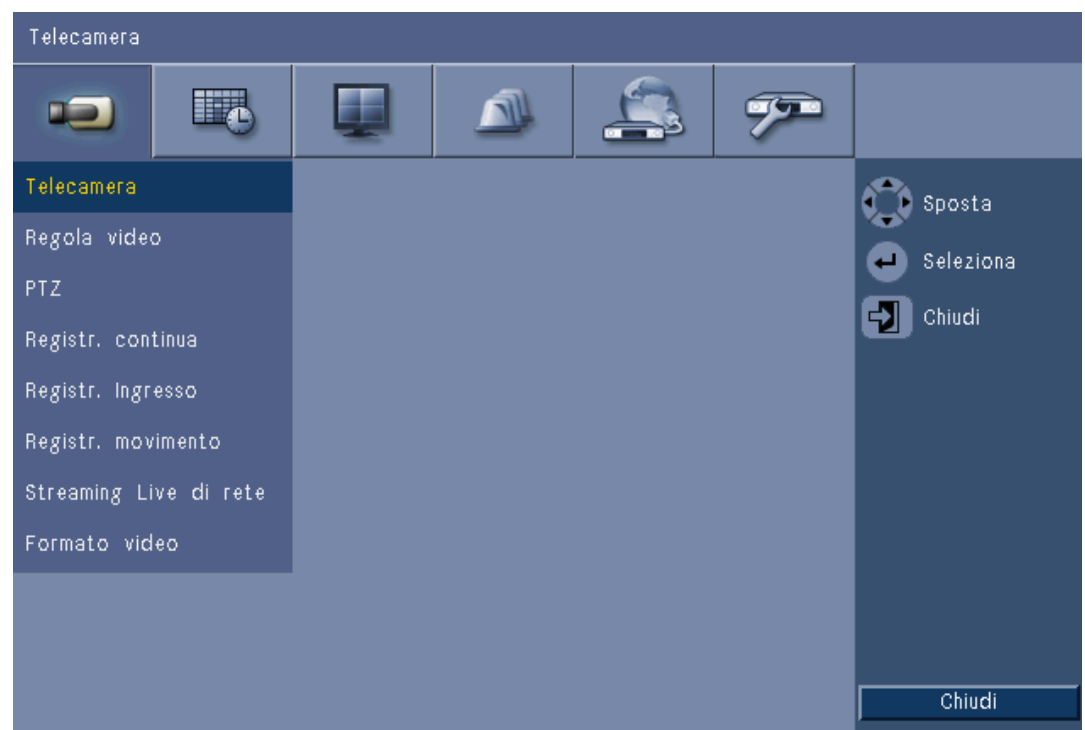 Telecamera
Telecamera
Regola video
PTZ
Registr. continua
Registr. Ingresso
Registr. movimento
Streaming Live di rete
Formato video
Sposta
Seleziona
Chiudi
Chiudi